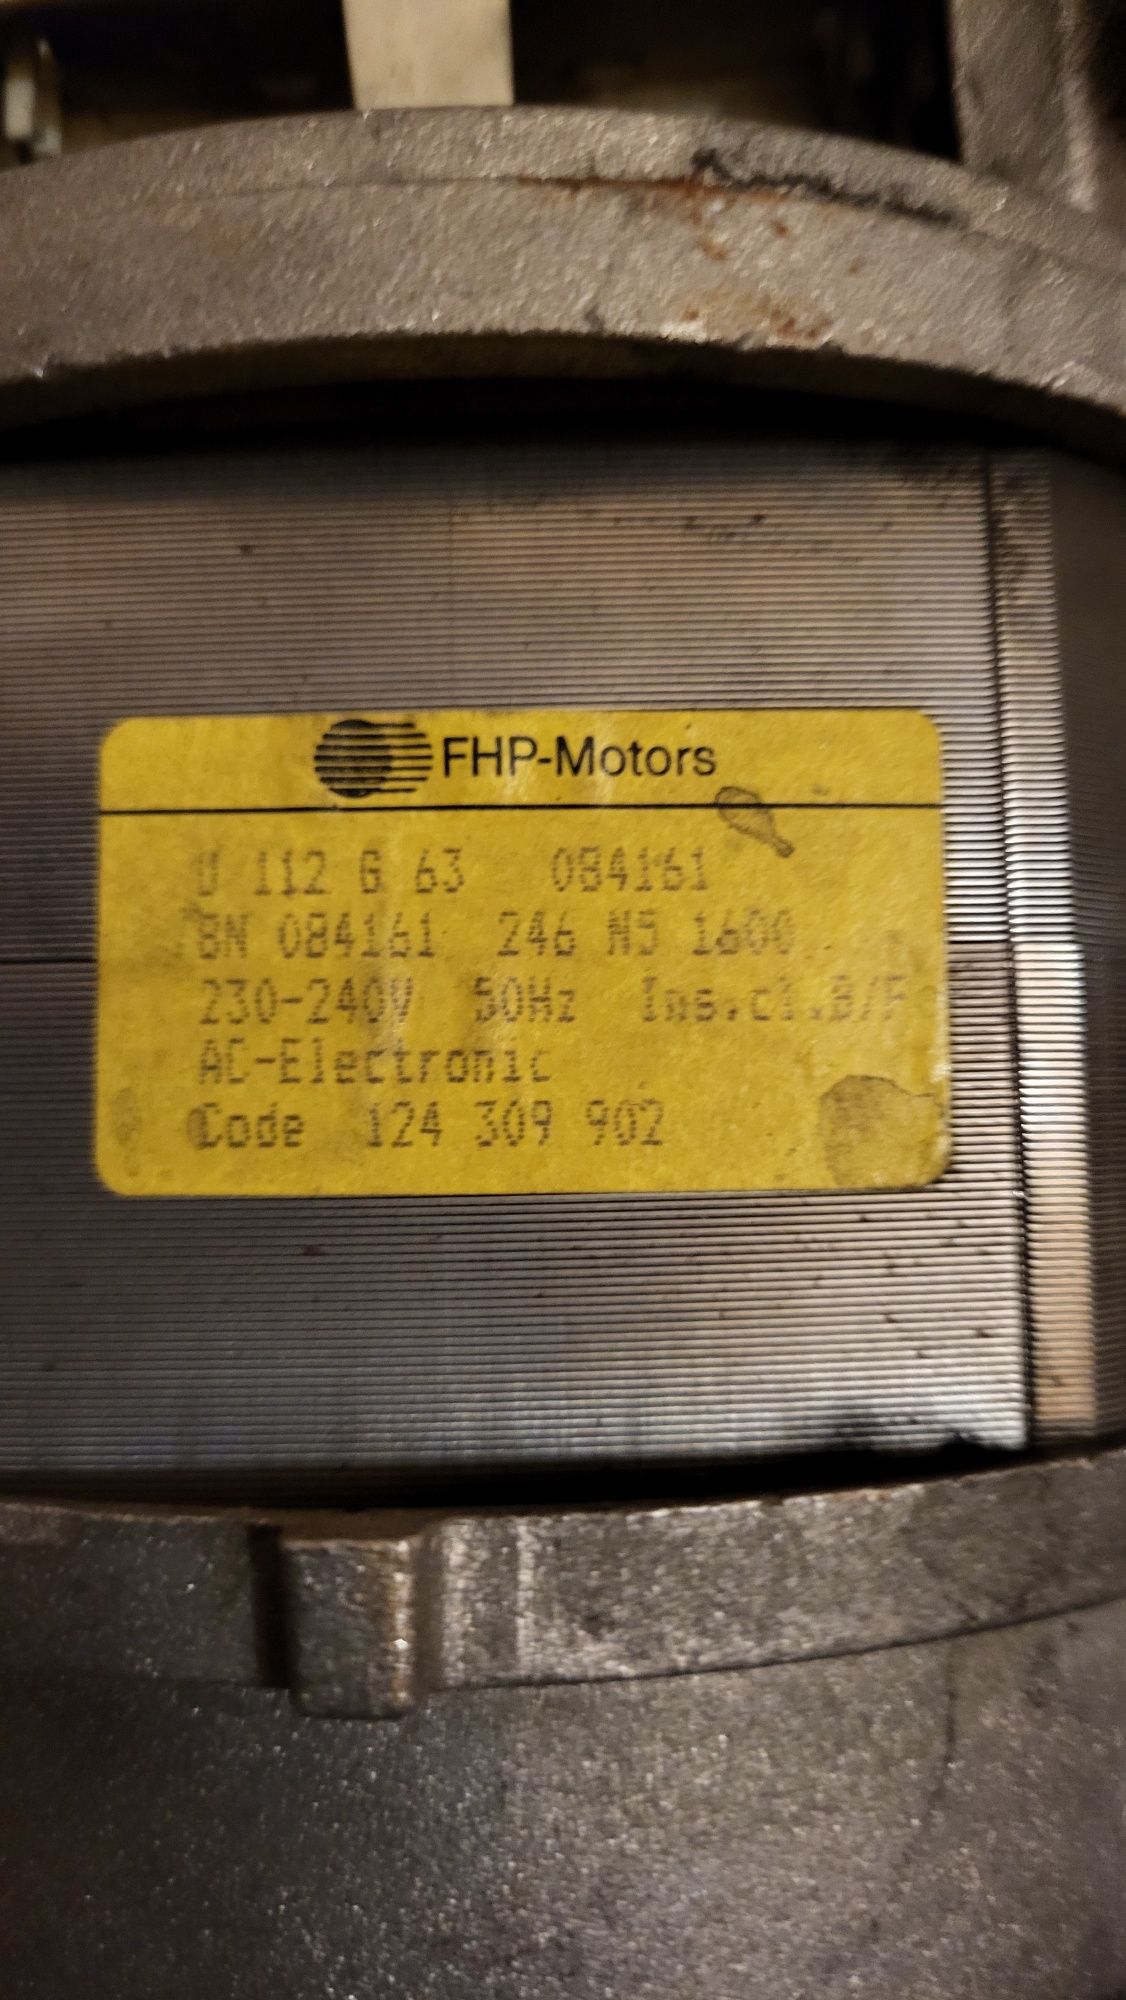 FHP-Motors
U 112 G 63 084161
8M 084161 246 N5 1600
230-240V 50Hz Ins.cl.B/F
AC-Electronic
Code 124 309 902